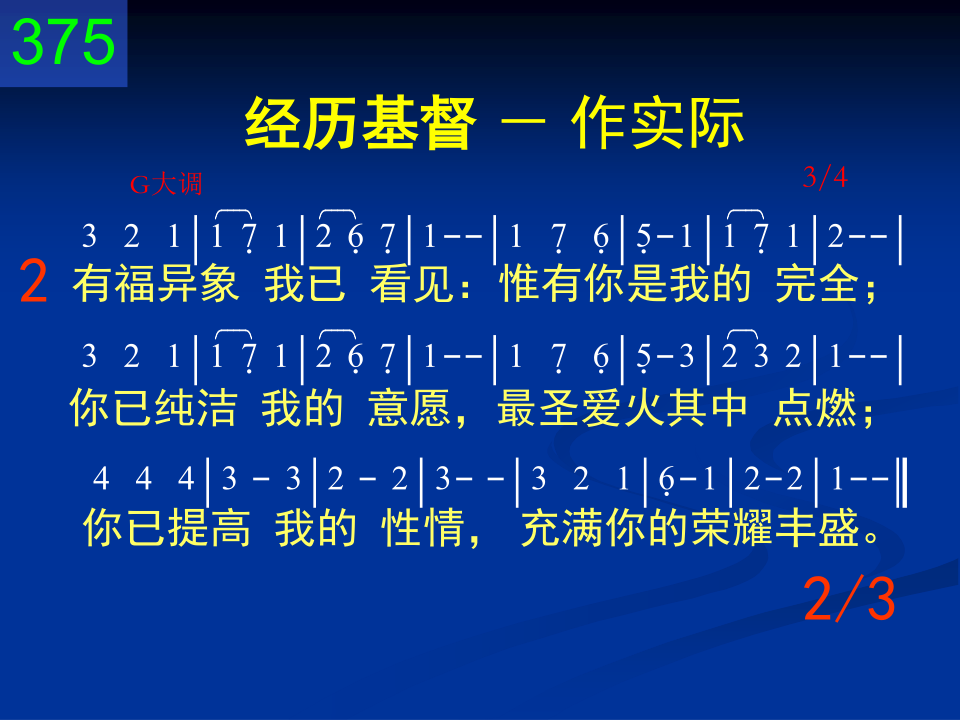 375
经历基督 － 作实际
G大调 3/4
3 2 1|1 7̣ 1|2 6̣ 7̣|1--|1 7̣ 6̣|5̣-1|1 7̣ 1|2--|
2 有福异象 我已 看见：惟有你是我的 完全；
3 2 1|1 7̣ 1|2 6̣ 7̣|1--|1 7̣ 6̣|5̣-3|2 3 2|1--|
你已纯洁 我的 意愿，最圣爱火其中 点燃；
4 4 4|3 - 3|2 - 2|3- -|3 2 1|6̣-1|2-2|1--‖
你已提高 我的 性情， 充满你的荣耀丰盛。
2/3